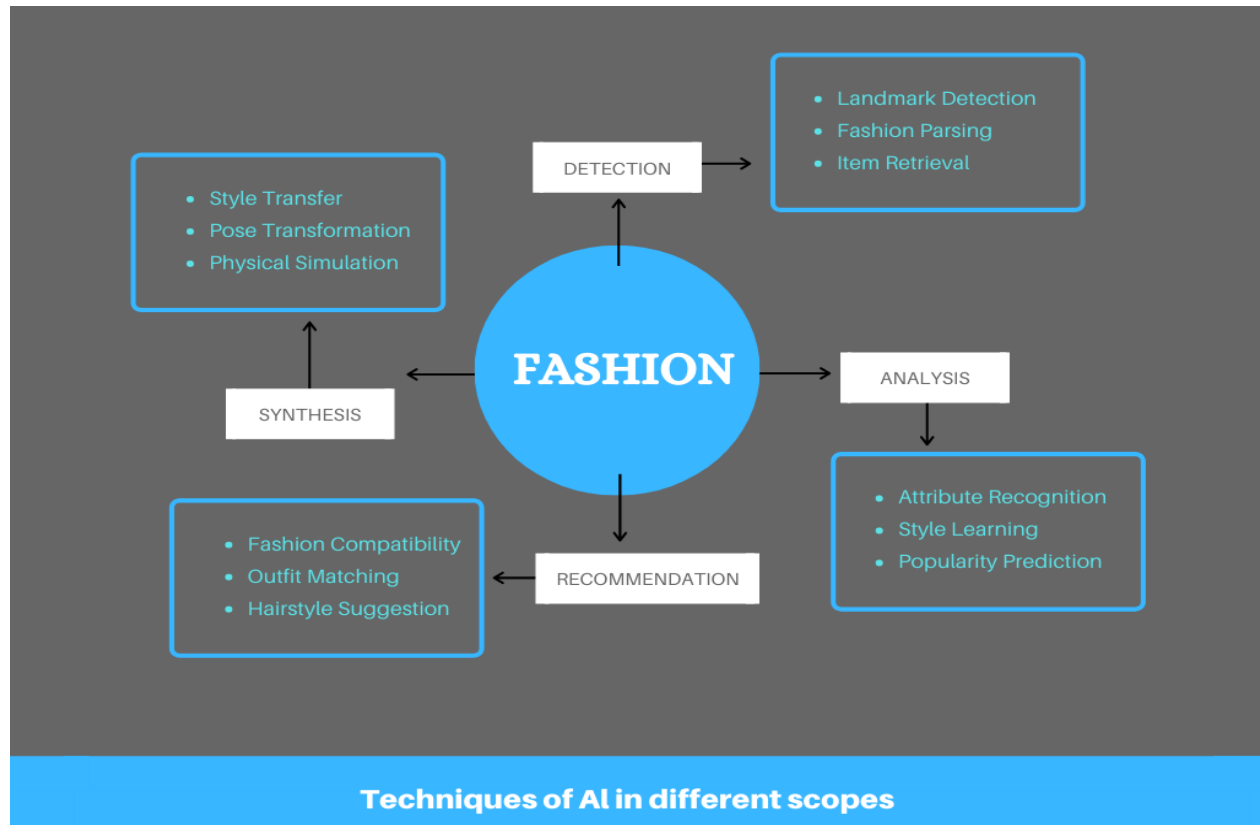 DETECTION
• Landmark Detection
• Fashion Parsing
• Item Retrieval
• Style Transfer
• Pose Transformation
• Physical Simulation
SYNTHESIS
FASHION
ANALYSIS
• Attribute Recognition
• Style Learning
• Popularity Prediction
• Fashion Compatibility
• Outfit Matching
• Hairstyle Suggestion
RECOMMENDATION
Techniques of AI in different scopes